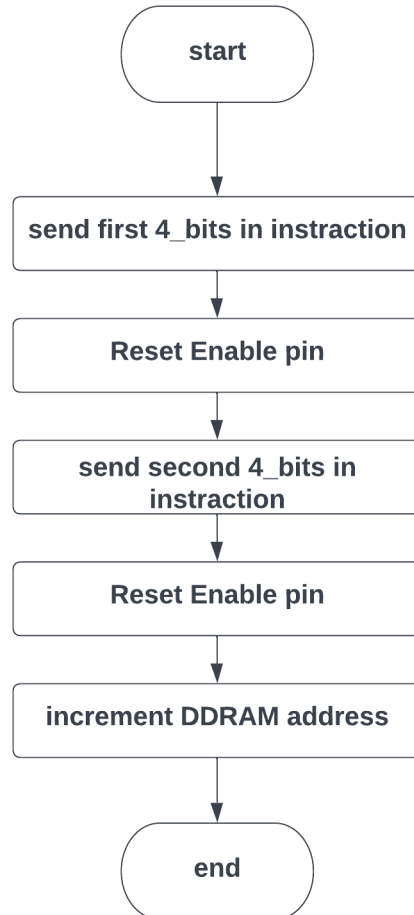 start
send first 4_bits in instraction
Reset Enable pin
send second 4_bits in
instraction
Reset Enable pin
increment DDRAM address
end